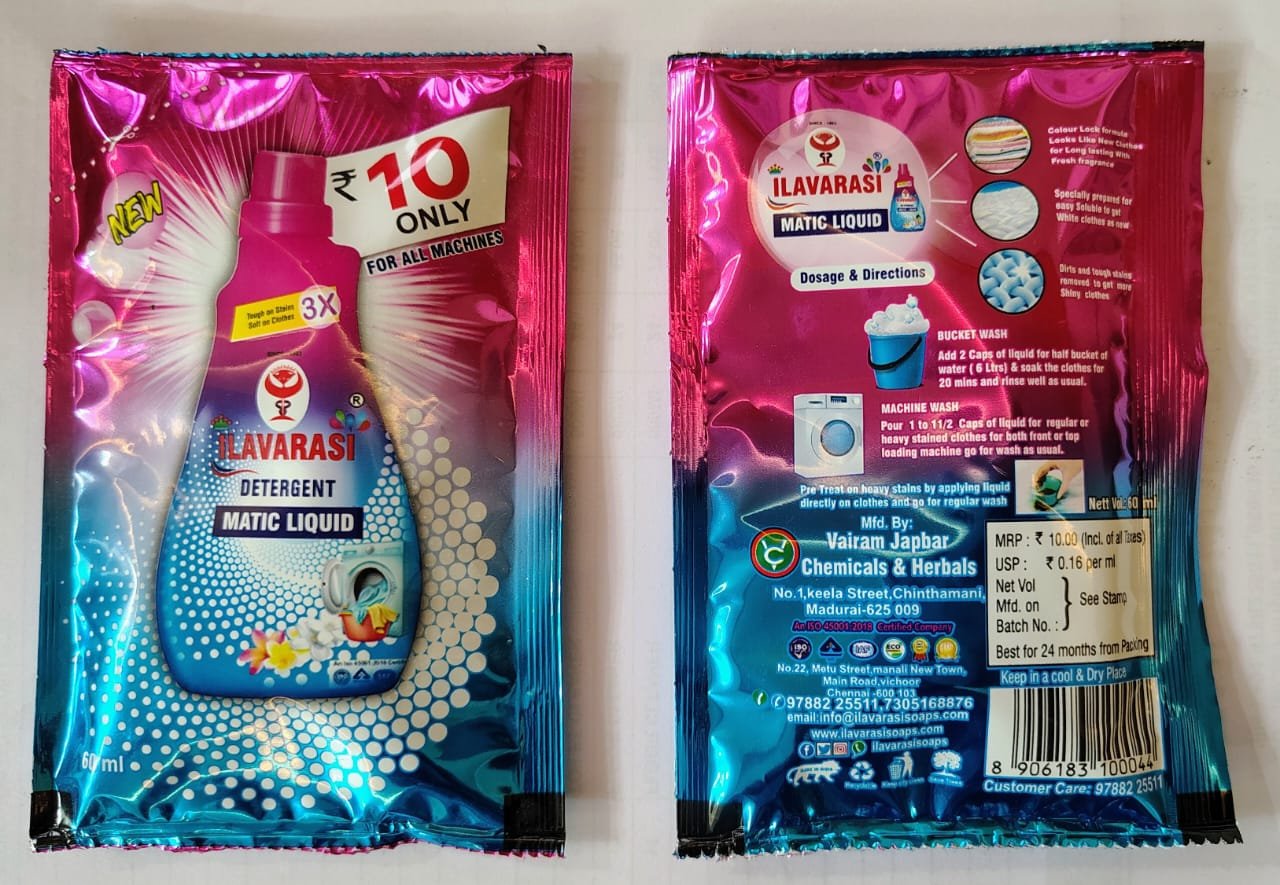 NEW
₹ 10
ONLY
FOR ALL MACHINES
Tough on Stains
Soft on Clothes
3X
ILAVARASI
®
DETERGENT
MATIC LIQUID
60 ml
ILAVARASI
®
MATIC LIQUID
Colour Lock formula
Looks Like New Clothes
for Long lasting With
Fresh fragrance
Specially prepared for
easy Soluble to get
White clothes as new
Dirts and tough stains
removed to get more
Shiny clothes
Dosage & Directions
BUCKET WASH
Add 2 Caps of liquid for half bucket of
water ( 6 Ltrs) & soak the clothes for
20 mins and rinse well as usual.
MACHINE WASH
Pour 1 to 11/2 Caps of liquid for regular or
heavy stained clothes for both front or top
loading machine go for wash as usual.
Pre Treat on heavy stains by applying liquid
directly on clothes and go for regular wash
Nett Vol: 60 ml
Mfd. By:
Vairam Japbar
Chemicals & Herbals
No.1,keela Street,Chinthamani,
Madurai-625 009
An ISO 45001:2018 Certified Company
ISO
IAF
ECO
No.22, Metu Street,manali New Town,
Main Road,vichoor
Chennai -600 103
97882 25511,7305168876
email:info@ilavarasisoaps.com
www.ilavarasisoaps.com
ilavarasisoaps
MRP : ₹ 10.00 (Incl. of all Taxes)
USP : ₹ 0.16 per ml
Net Vol
Mfd. on
Batch No. :
See Stamp
Best for 24 months from Packing
Keep in a cool & Dry Place
8 906183 100044
Customer Care: 97882 25511